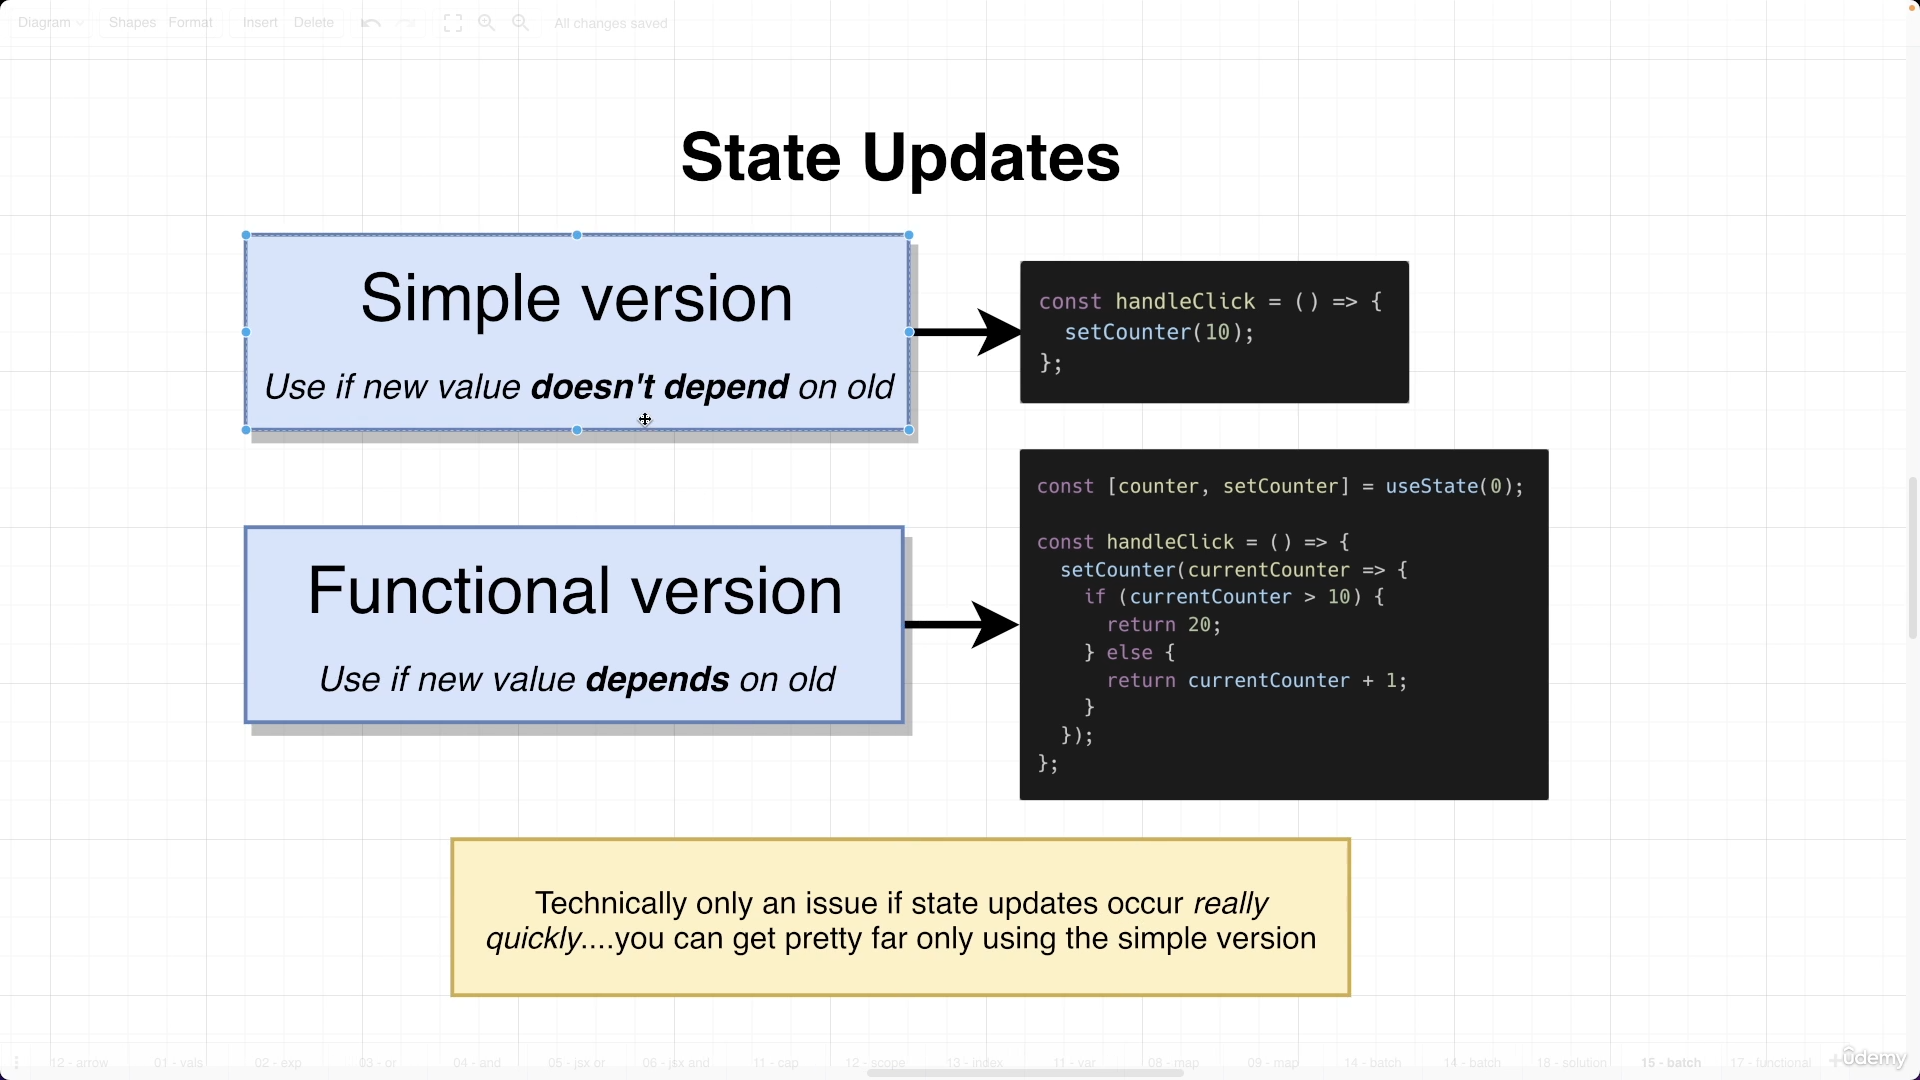 Diagram
Shapes
Format
Insert
Delete
All changes saved
State Updates
Simple version
Use if new value doesn't depend on old
const handleClick = () => {
  setCounter(10);
};
Functional version
Use if new value depends on old
const [counter, setCounter] = useState(0);
const handleClick = () => {
  setCounter(currentCounter => {
    if (currentCounter > 10) {
      return 20;
    } else {
      return currentCounter + 1;
    }
  });
};
Technically only an issue if state updates occur really
quickly....you can get pretty far only using the simple version
12 - arrow
01 - vals
02 - exp
03 - or
04 - and
05 - jsx or
06 - jsx and
11 - cap
12 - scope
13 - index
11 - var
08 - map
09 - map
14 - batch
14 - batch
18 - solution
15 - batch
17 - functional
ûdemy